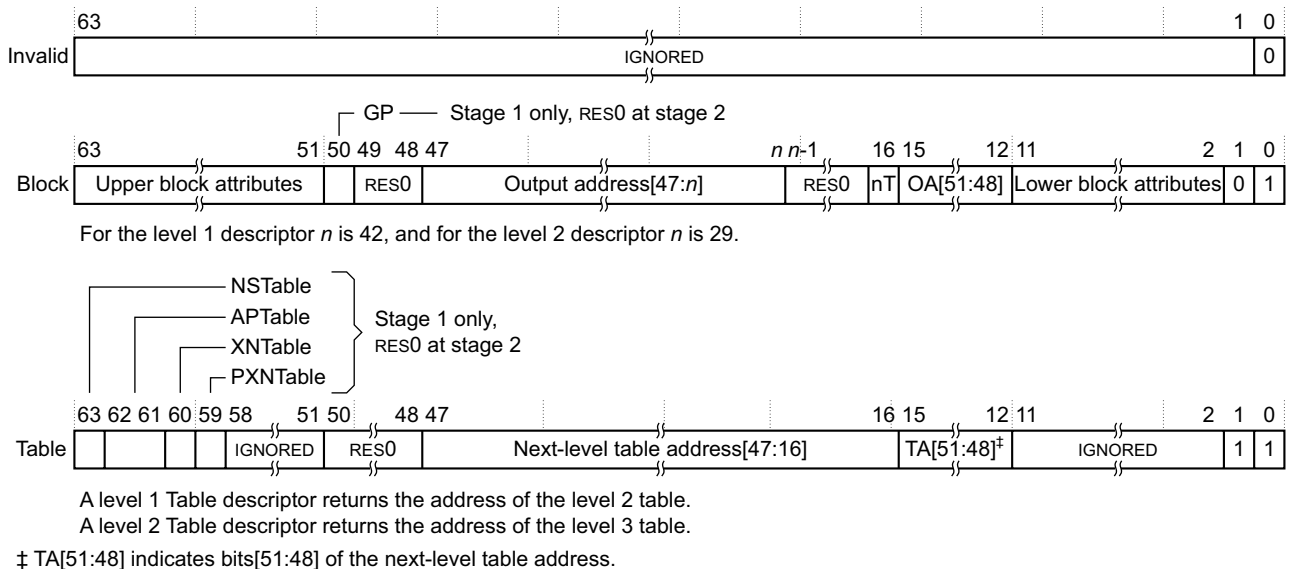 63 1 0
Invalid IGNORED 0
GP Stage 1 only, RES0 at stage 2
63 51 50 49 48 47 n n-1 16 15 12 11 2 1 0
Block Upper block attributes RES0 Output address[47:n] RES0 nT OA[51:48] Lower block attributes 0 1
For the level 1 descriptor n is 42, and for the level 2 descriptor n is 29.
NSTable
APTable
XNTable
PXNTable
Stage 1 only,
RES0 at stage 2
63 62 61 60 59 58 51 50 48 47 16 15 12 11 2 1 0
Table IGNORED RES0 Next-level table address[47:16] TA[51:48]‡ IGNORED 1 1
A level 1 Table descriptor returns the address of the level 2 table.
A level 2 Table descriptor returns the address of the level 3 table.
‡ TA[51:48] indicates bits[51:48] of the next-level table address.